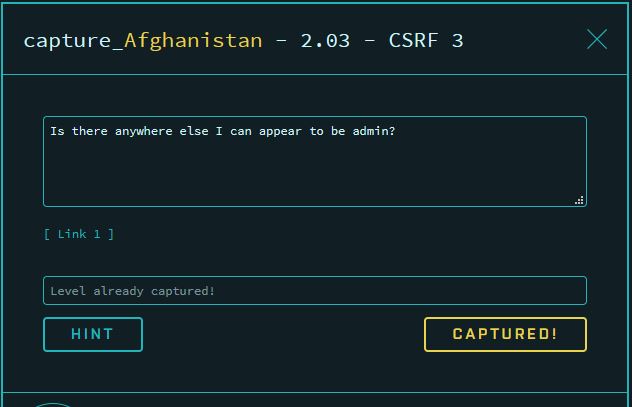 capture_Afghanistan - 2.03 - CSRF 3
Is there anywhere else I can appear to be admin?
[ Link 1 ]
Level already captured!
HINT
CAPTURED!